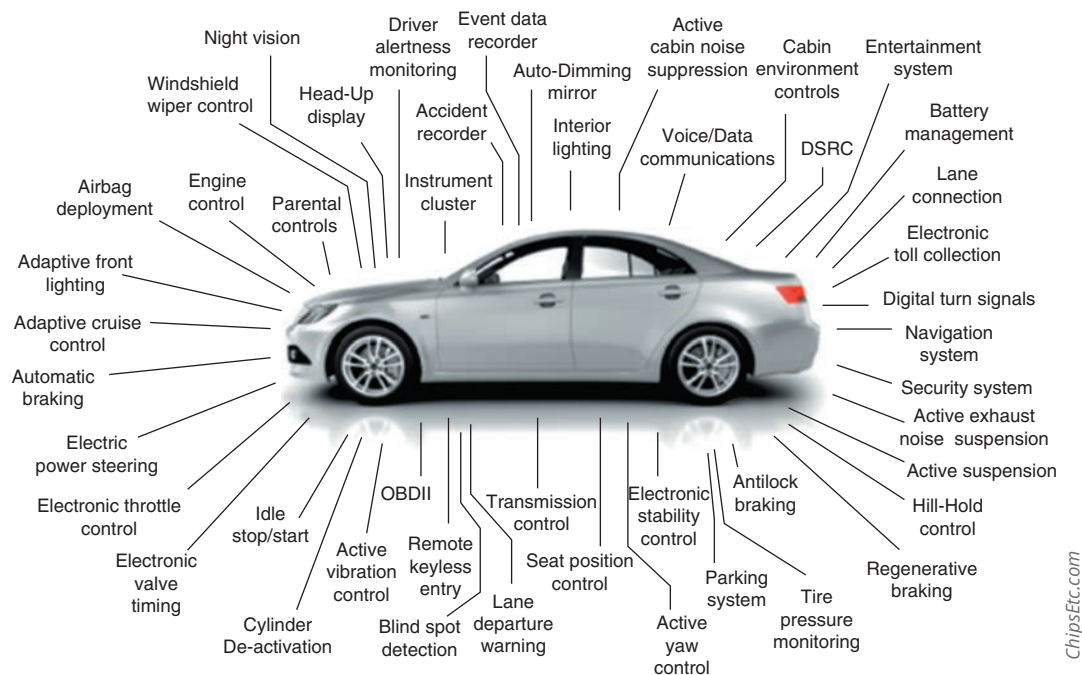 Night vision
Driver
alertness
monitoring
Event data
recorder
Active
cabin noise
suppression
Cabin
environment
controls
Entertainment
system
Windshield
wiper control
Head-Up
display
Auto-Dimming
mirror
Accident
recorder
Interior
lighting
Voice/Data
communications
DSRC
Battery
management
Airbag
deployment
Engine
control
Parental
controls
Instrument
cluster
Lane
connection
Electronic
toll collection
Adaptive front
lighting
Digital turn signals
Adaptive cruise
control
Navigation
system
Automatic
braking
Security system
Electric
power steering
Active exhaust
noise suspension
Active suspension
Electronic throttle
control
Idle
stop/start
OBDII
Transmission
control
Electronic
stability
control
Antilock
braking
Hill-Hold
control
Electronic
valve
timing
Active
vibration
control
Remote
keyless
entry
Seat position
control
Parking
system
Regenerative
braking
Cylinder
De-activation
Blind spot
detection
Lane
departure
warning
Active
yaw
control
Tire
pressure
monitoring
ChipsEtc.com